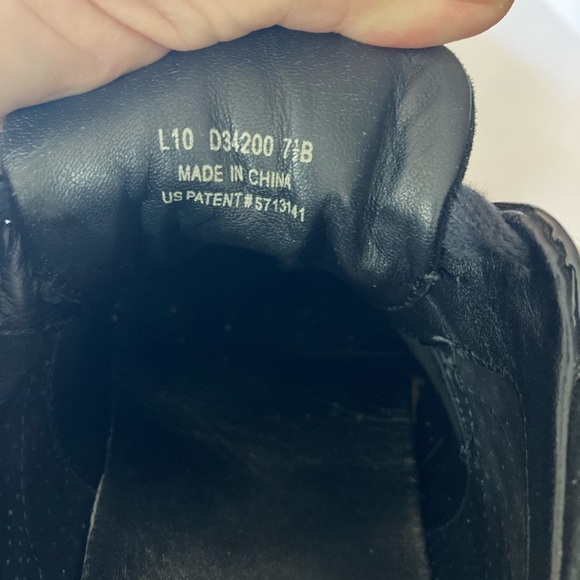 L10 D34200 7½B
MADE IN CHINA
US PATENT#5713141